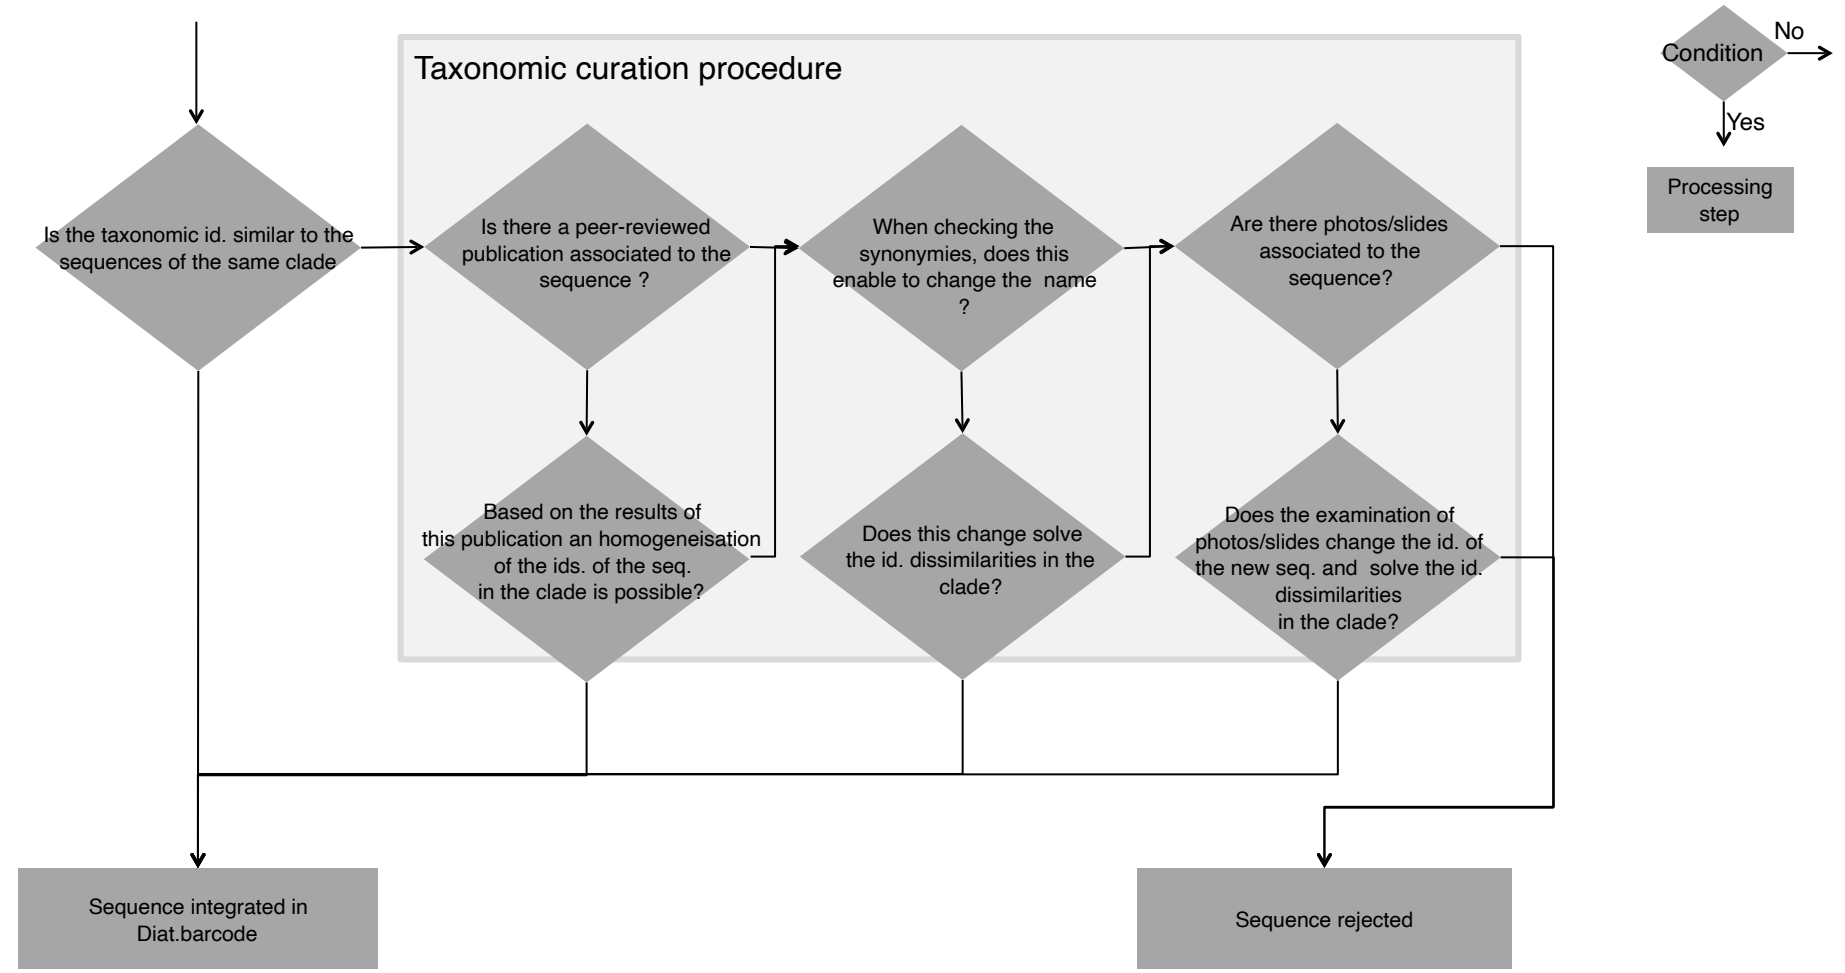 Taxonomic curation procedure
Is the taxonomic id. similar to the
sequences of the same clade
Is there a peer-reviewed
publication associated to the
sequence ?
When checking the
synonymies, does this
enable to change the  name
?
Are there photos/slides
associated to the
sequence?
Based on the results of
this publication an homogeneisation
of the ids. of the seq.
in the clade is possible?
Does this change solve
the id. dissimilarities in the
clade?
Does the examination of
photos/slides change the id. of
the new seq. and  solve the id.
dissimilarities
in the clade?
Sequence integrated in
Diat.barcode
Sequence rejected
Condition
No
Yes
Processing
step